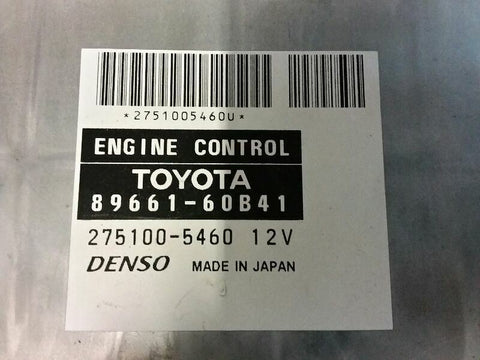 *2751005460U*
ENGINE CONTROL
TOYOTA
89661-60B41
275100-5460 12V
DENSO MADE IN JAPAN